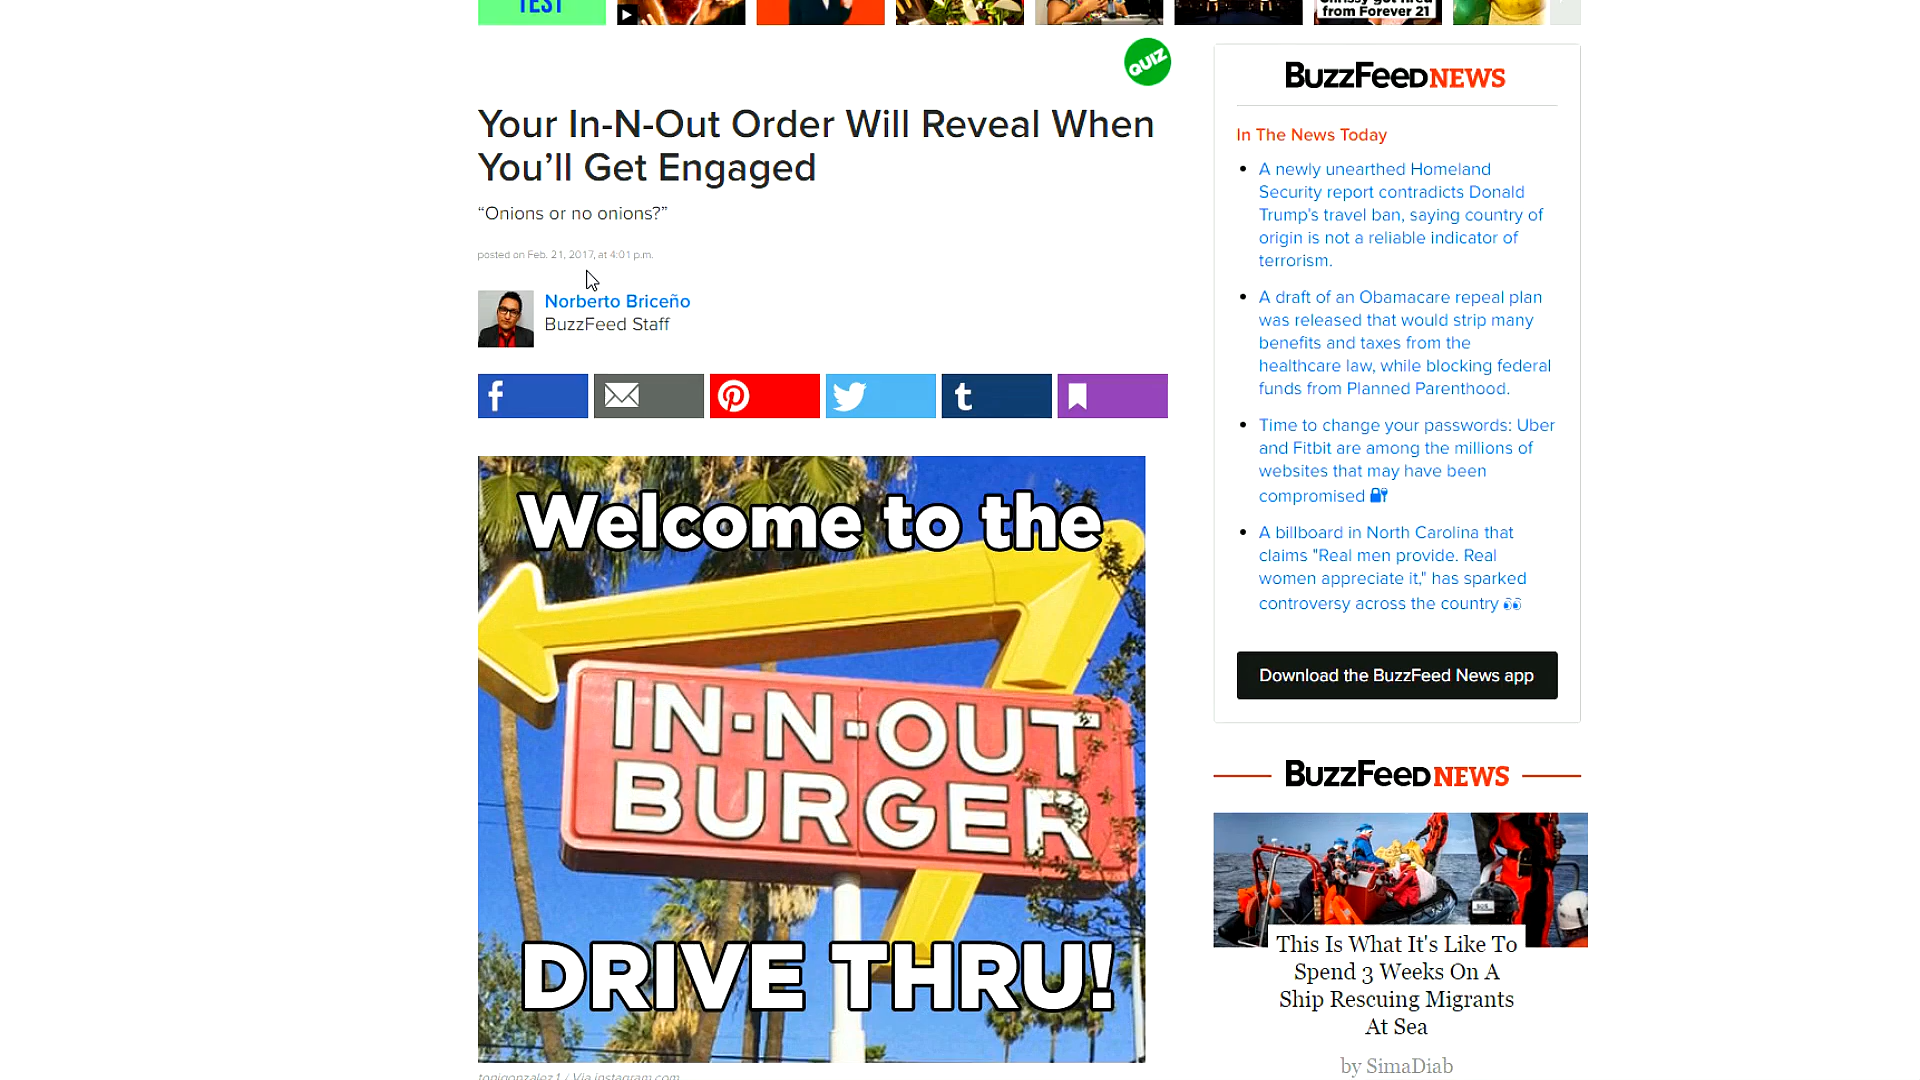 TEST
Chrissy got fired
from Forever 21
QUIZ
Your In-N-Out Order Will Reveal When
You’ll Get Engaged
“Onions or no onions?”
posted on Feb. 21, 2017, at 4:01 p.m.
Norberto Briceño
BuzzFeed Staff
Welcome to the
IN-N-OUT
BURGER
DRIVE THRU!
tonigonzalez1 / Via instagram.com
BuzzFeed NEWS
In The News Today
A newly unearthed Homeland
Security report contradicts Donald
Trump's travel ban, saying country of
origin is not a reliable indicator of
terrorism.
A draft of an Obamacare repeal plan
was released that would strip many
benefits and taxes from the
healthcare law, while blocking federal
funds from Planned Parenthood.
Time to change your passwords: Uber
and Fitbit are among the millions of
websites that may have been
compromised 🔐
A billboard in North Carolina that
claims "Real men provide. Real
women appreciate it," has sparked
controversy across the country 👀
Download the BuzzFeed News app
BuzzFeed NEWS
This Is What It's Like To
Spend 3 Weeks On A
Ship Rescuing Migrants
At Sea
by SimaDiab